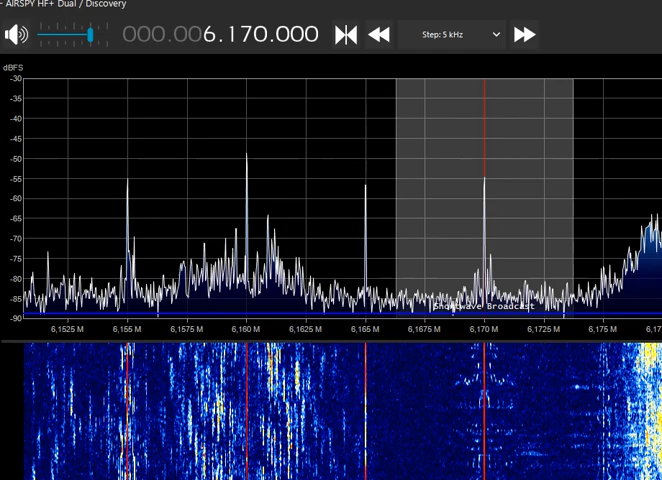 - AIRSPY HF+ Dual / Discovery
000.006.170.000
Step: 5 kHz
dBFS
-30
-35
-40
-45
-50
-55
-60
-65
-70
-75
-80
-85
-90
Shortwave Broadcast
6,1525 M 6,155 M 6,1575 M 6,160 M 6,1625 M 6,165 M 6,1675 M 6,170 M 6,1725 M 6,175 M 6,17